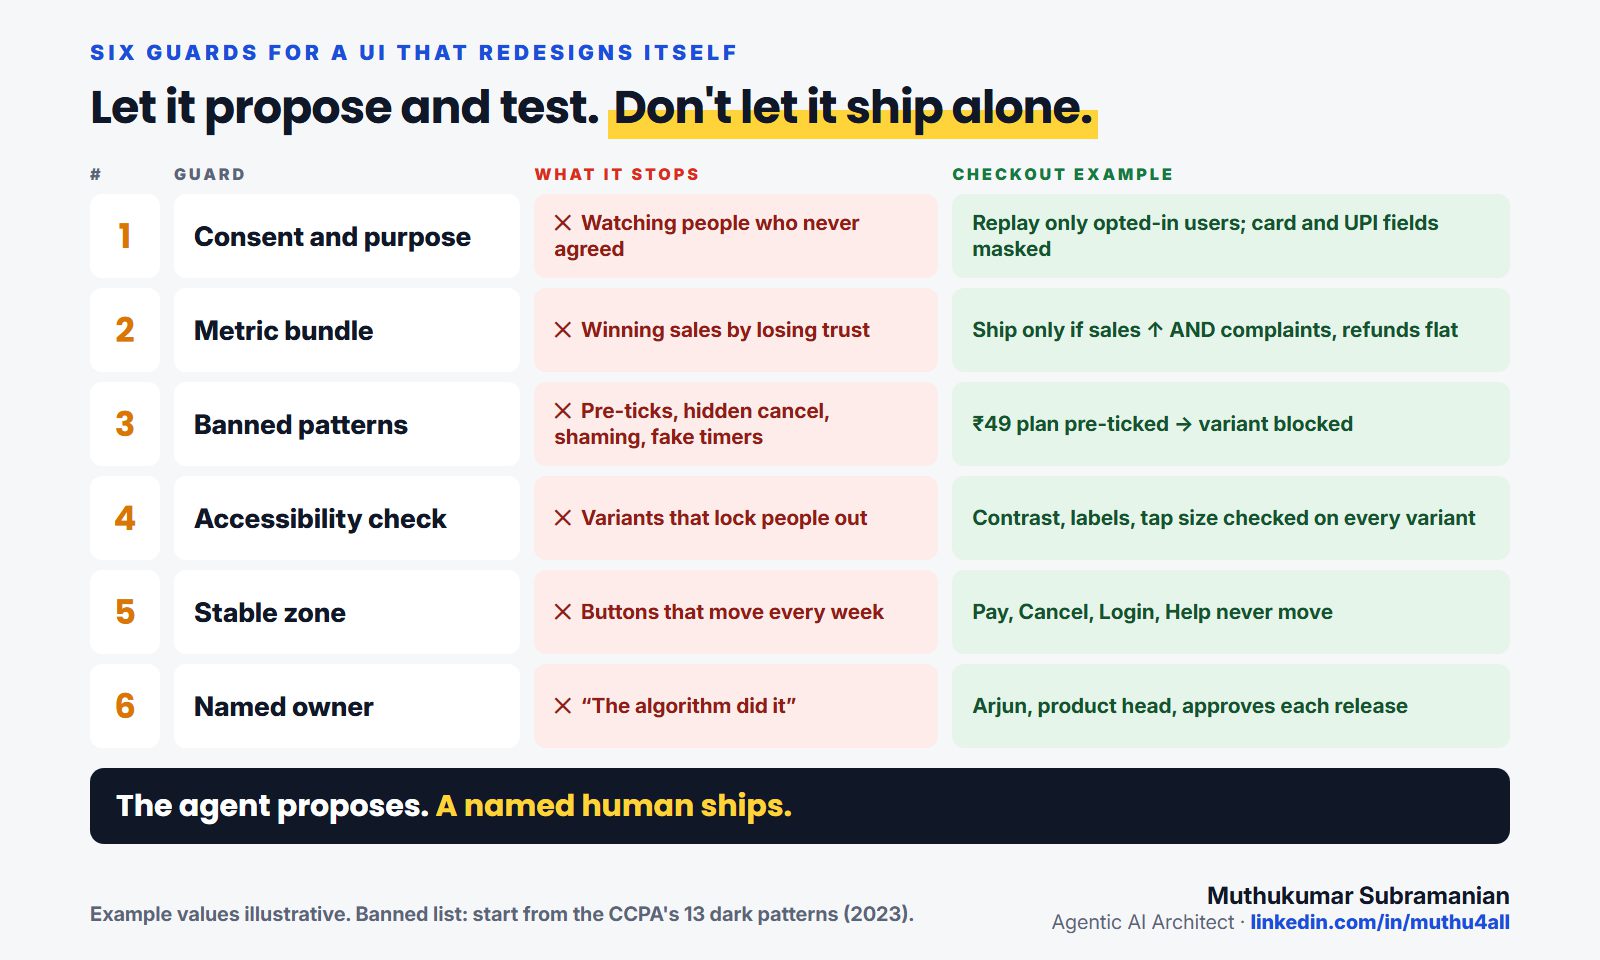 SIX GUARDS FOR A UI THAT REDESIGNS ITSELF
Let it propose and test. Don't let it ship alone.
# GUARD WHAT IT STOPS CHECKOUT EXAMPLE
1 Consent and purpose
✕ Watching people who never
agreed
Replay only opted-in users; card and UPI fields
masked
2 Metric bundle
✕ Winning sales by losing trust
Ship only if sales ↑ AND complaints, refunds flat
3 Banned patterns
✕ Pre-ticks, hidden cancel,
shaming, fake timers
₹49 plan pre-ticked → variant blocked
4 Accessibility check
✕ Variants that lock people out
Contrast, labels, tap size checked on every variant
5 Stable zone
✕ Buttons that move every week
Pay, Cancel, Login, Help never move
6 Named owner
✕ “The algorithm did it”
Arjun, product head, approves each release
The agent proposes. A named human ships.
Example values illustrative. Banned list: start from the CCPA's 13 dark patterns (2023).
Muthukumar Subramanian
Agentic AI Architect · linkedin.com/in/muthu4all